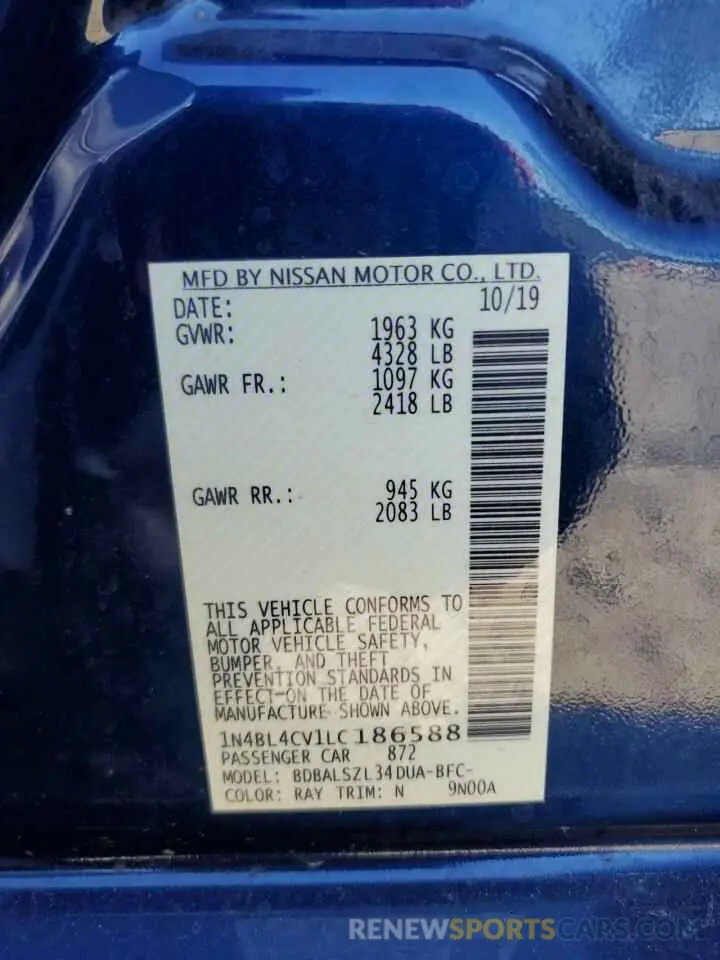 MFD BY NISSAN MOTOR CO., LTD.
DATE: 10/19
GVWR: 1963 KG
4328 LB
GAWR FR.: 1097 KG
2418 LB
GAWR RR.: 945 KG
2083 LB
THIS VEHICLE CONFORMS TO
ALL APPLICABLE FEDERAL
MOTOR VEHICLE SAFETY,
BUMPER, AND THEFT
PREVENTION STANDARDS IN
EFFECT ON THE DATE OF
MANUFACTURE SHOWN ABOVE.
1N4BL4CV1LC186588
PASSENGER CAR 872
MODEL: BDBALSZL34DUA-BFC-
COLOR: RAY TRIM: N 9N00A
RENEWSPORTSCARS.COM